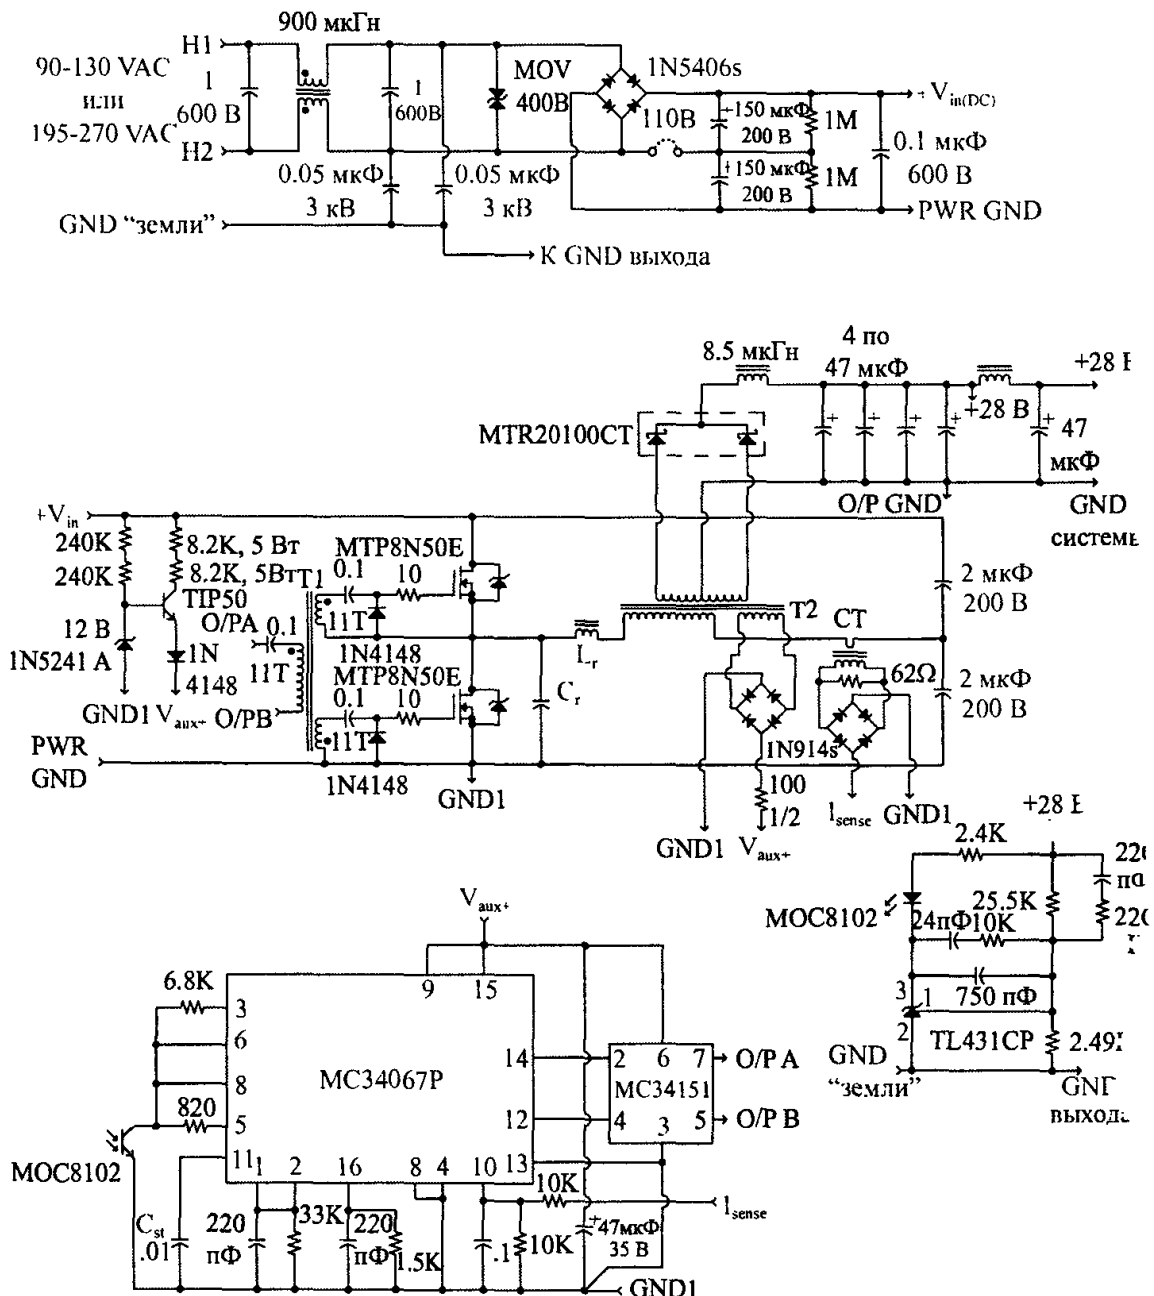 900 мкГн
H1
90-130 VAC
или
195-270 VAC
H2
1
600 В
1
600В
MOV
400В
1N5406s
110В
+150 мкФ
200 В
+150 мкФ
200 В
1М
1М
+ Vin(DC)
0.1 мкФ
600 В
PWR GND
0.05 мкФ
3 кВ
0.05 мкФ
3 кВ
GND "земли"
К GND выхода
8.5 мкГн
4 по
47 мкФ
+28 В
+28
MTR20100CT
+ + + + +
47
мкФ
O/P GND
GND
+Vin
240K
240K
8.2K, 5 Вт
8.2K, 5Вт
T1
TIP50
O/PA
0.1
12 В
1N5241 A
1N
4148
11T
GND1
Vaux+
O/PB
PWR
GND
MTP8N50E
0.1
10
11T
1N4148
MTP8N50E
0.1
10
11T
1N4148
GND1
Lr
Cr
T2
CT
62Ω
2 мкФ
200 В
2 мкФ
200 В
1N914s
100
1/2
GND1
Vaux+
Isense
GND1
+28
2.4K
MOC8102
24пФ
10K
25.5K
750 пФ
3
1
2
TL431CP
GND
"земли"
Vaux+
6.8K
3
6
8
820
5
11
9
15
MC34067P
14
12
13
1
2
16
8
4
10
2
6
7
O/P A
MC34151
4
3
5
O/P B
MOC8102
Cst
.01
220
пФ
33K
220
пФ
1.5K
.1
10K
10K
Isense
+
47мкФ
35 В
GND1